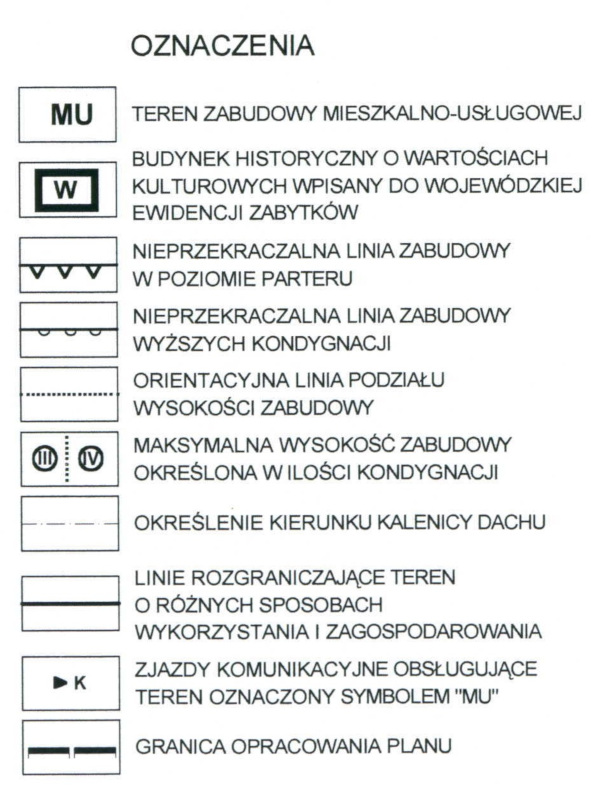 OZNACZENIA
MU TEREN ZABUDOWY MIESZKALNO-USŁUGOWEJ
BUDYNEK HISTORYCZNY O WARTOŚCIACH
W KULTUROWYCH WPISANY DO WOJEWÓDZKIEJ
EWIDENCJI ZABYTKÓW
NIEPRZEKRACZALNA LINIA ZABUDOWY
W POZIOMIE PARTERU
NIEPRZEKRACZALNA LINIA ZABUDOWY
WYŻSZYCH KONDYGNACJI
ORIENTACYJNA LINIA PODZIAŁU
WYSOKOŚCI ZABUDOWY
MAKSYMALNA WYSOKOŚĆ ZABUDOWY
III IV OKREŚLONA W ILOŚCI KONDYGNACJI
OKREŚLENIE KIERUNKU KALENICY DACHU
LINIE ROZGRANICZAJĄCE TEREN
O RÓŻNYCH SPOSOBACH
WYKORZYSTANIA I ZAGOSPODAROWANIA
K ZJAZDY KOMUNIKACYJNE OBSŁUGUJĄCE
TEREN OZNACZONY SYMBOLEM "MU"
GRANICA OPRACOWANIA PLANU